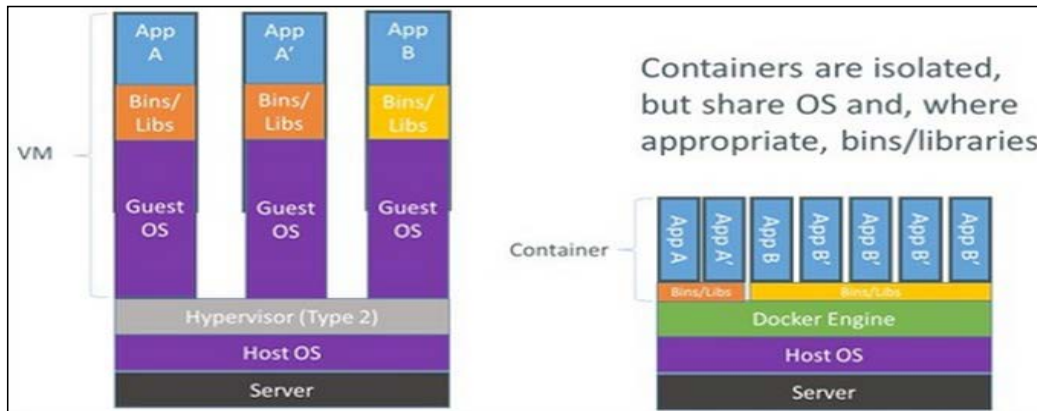 App
A
App
A'
App
B
Bins/
Libs
Bins/
Libs
Bins/
Libs
VM
Guest
OS
Guest
OS
Guest
OS
Hypervisor (Type 2)
Host OS
Server
Containers are isolated,
but share OS and, where
appropriate, bins/libraries
Container
App A
App A'
App B
App B'
App B'
App B'
App B'
Bins/Libs
Bins/Libs
Docker Engine
Host OS
Server